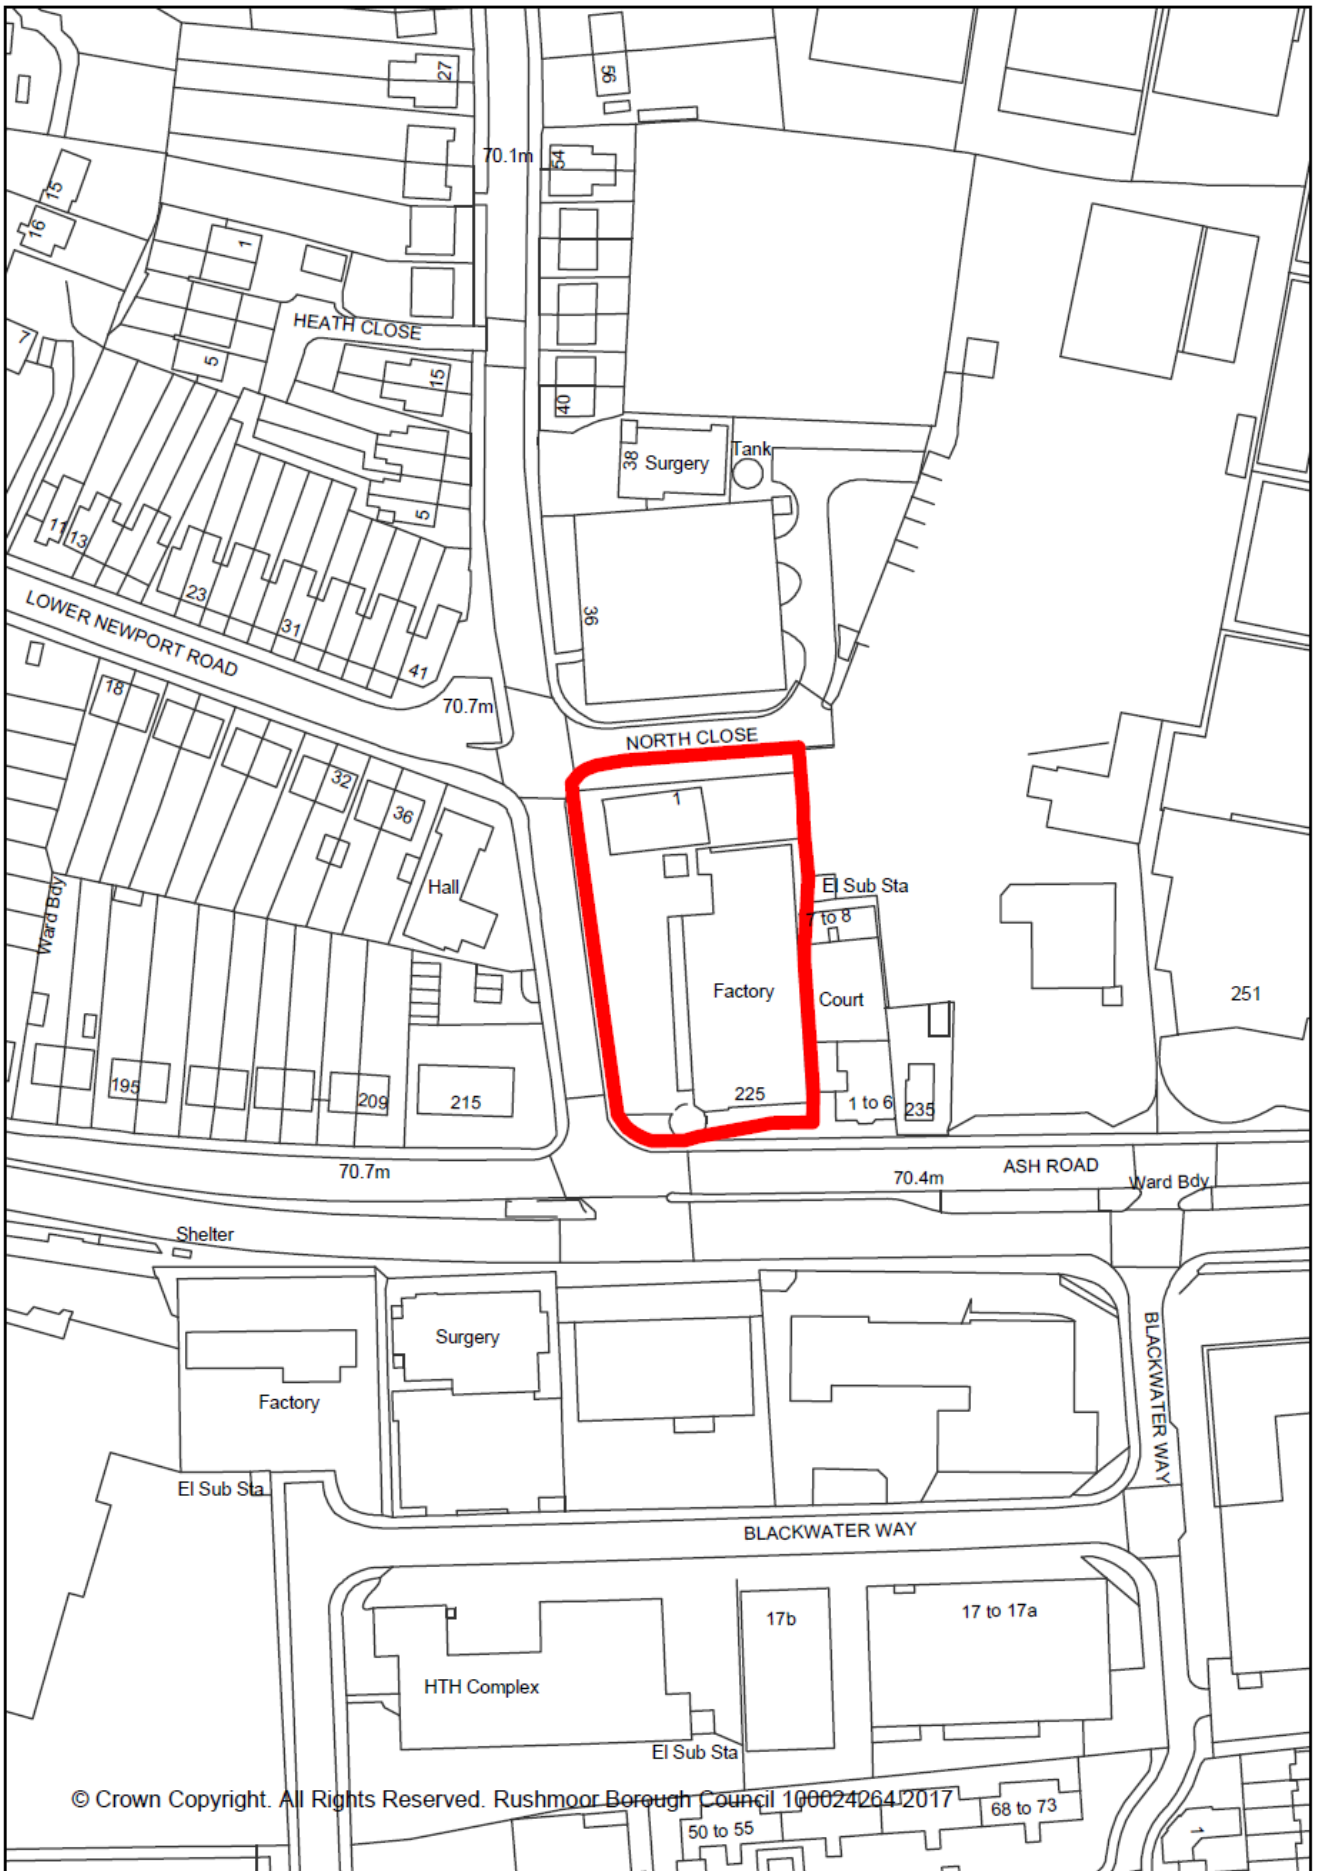 27
56
70.1m
54
15
16
1
HEATH CLOSE
7
5
15
40
38
Surgery
Tank
5
11
13
23
31
41
36
LOWER NEWPORT ROAD
18
70.7m
NORTH CLOSE
32
36
1
Hall
Ward Bdy
El Sub Sta
7 to 8
Factory
Court
251
195
209
215
225
1 to 6
235
70.7m
70.4m
ASH ROAD
Ward Bdy
Shelter
Surgery
Factory
BLACKWATER WAY
El Sub Sta
BLACKWATER WAY
17b
17 to 17a
HTH Complex
El Sub Sta
© Crown Copyright. All Rights Reserved. Rushmoor Borough Council 100024264 2017
68 to 73
50 to 55
1